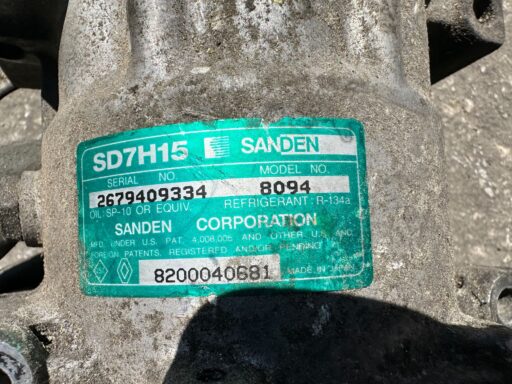 SD7H15 SANDEN
SERIAL NO. MODEL NO.
2679409334 8094
OIL:SP-10 OR EQUIV. REFRIGERANT:R-134a
SANDEN CORPORATION
MFD. UNDER U.S. PAT. 4,008,005 AND OTHER U.S. AND
FOREIGN PATENTS. REGISTERED AND/OR PENDING
8200040681 MADE IN JAPAN